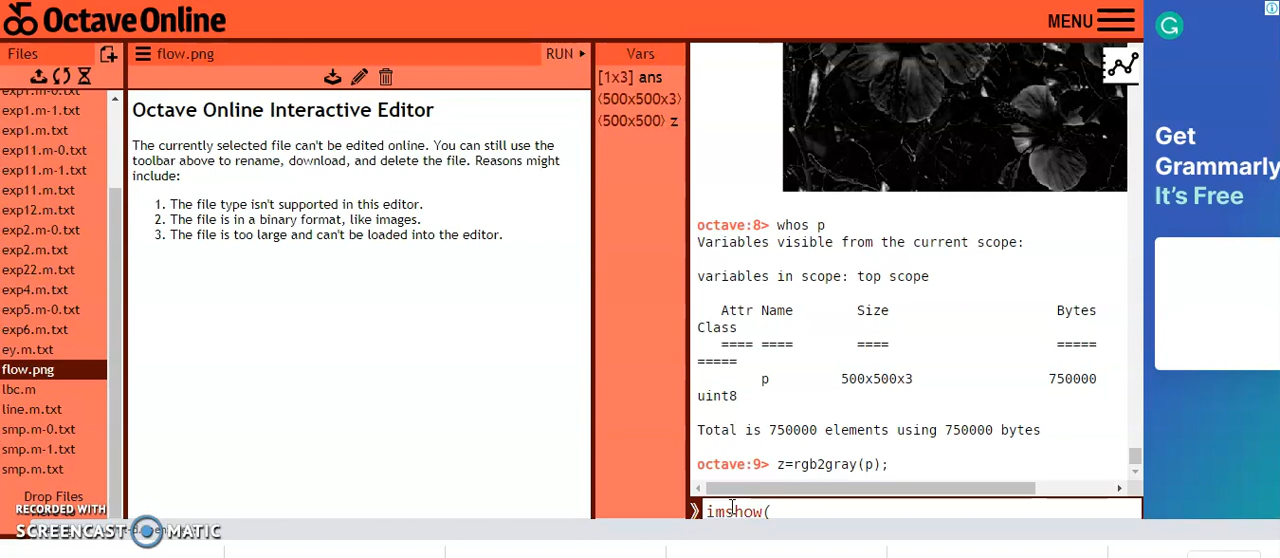 Octave Online
MENU
Files
flow.png
RUN
Vars
exp1.m-0.txt
exp1.m-1.txt
exp1.m.txt
exp11.m-0.txt
exp11.m-1.txt
exp11.m.txt
exp12.m.txt
exp2.m-0.txt
exp2.m.txt
exp22.m.txt
exp4.m.txt
exp5.m-0.txt
exp6.m.txt
ey.m.txt
flow.png
lbc.m
line.m.txt
smp.m-0.txt
smp.m-1.txt
smp.m.txt
Drop Files
RECORDED WITH
SCREENCAST MATIC
Octave Online Interactive Editor
The currently selected file can't be edited online. You can still use the
toolbar above to rename, download, and delete the file. Reasons might
include:
1. The file type isn't supported in this editor.
2. The file is in a binary format, like images.
3. The file is too large and can't be loaded into the editor.
[1x3] ans
⟨500x500x3⟩
⟨500x500⟩ z
octave:8> whos p
Variables visible from the current scope:
variables in scope: top scope
Attr Name Size Bytes
Class
==== ==== ==== =====
=====
p 500x500x3 750000
uint8
Total is 750000 elements using 750000 bytes
octave:9> z=rgb2gray(p);
imshow(
Get
Grammarly
It's Free